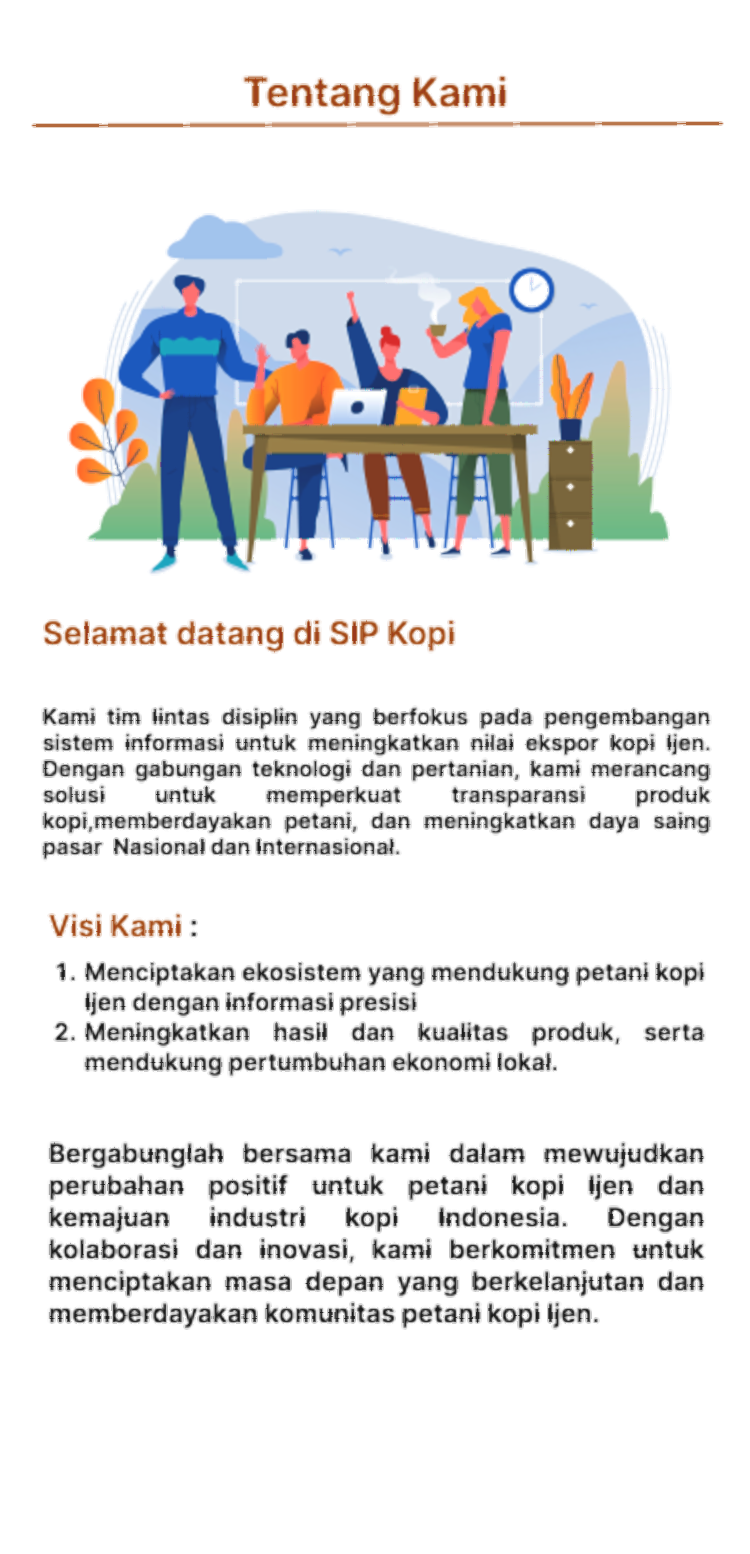 Tentang Kami
Selamat datang di SIP Kopi
Kami tim lintas disiplin yang berfokus pada pengembangan
sistem informasi untuk meningkatkan nilai ekspor kopi Ijen.
Dengan gabungan teknologi dan pertanian, kami merancang
solusi untuk memperkuat transparansi produk
kopi,memberdayakan petani, dan meningkatkan daya saing
pasar Nasional dan Internasional.
Visi Kami :
1. Menciptakan ekosistem yang mendukung petani kopi
Ijen dengan informasi presisi
2. Meningkatkan hasil dan kualitas produk, serta
mendukung pertumbuhan ekonomi lokal.
Bergabunglah bersama kami dalam mewujudkan
perubahan positif untuk petani kopi Ijen dan
kemajuan industri kopi Indonesia. Dengan
kolaborasi dan inovasi, kami berkomitmen untuk
menciptakan masa depan yang berkelanjutan dan
memberdayakan komunitas petani kopi Ijen.